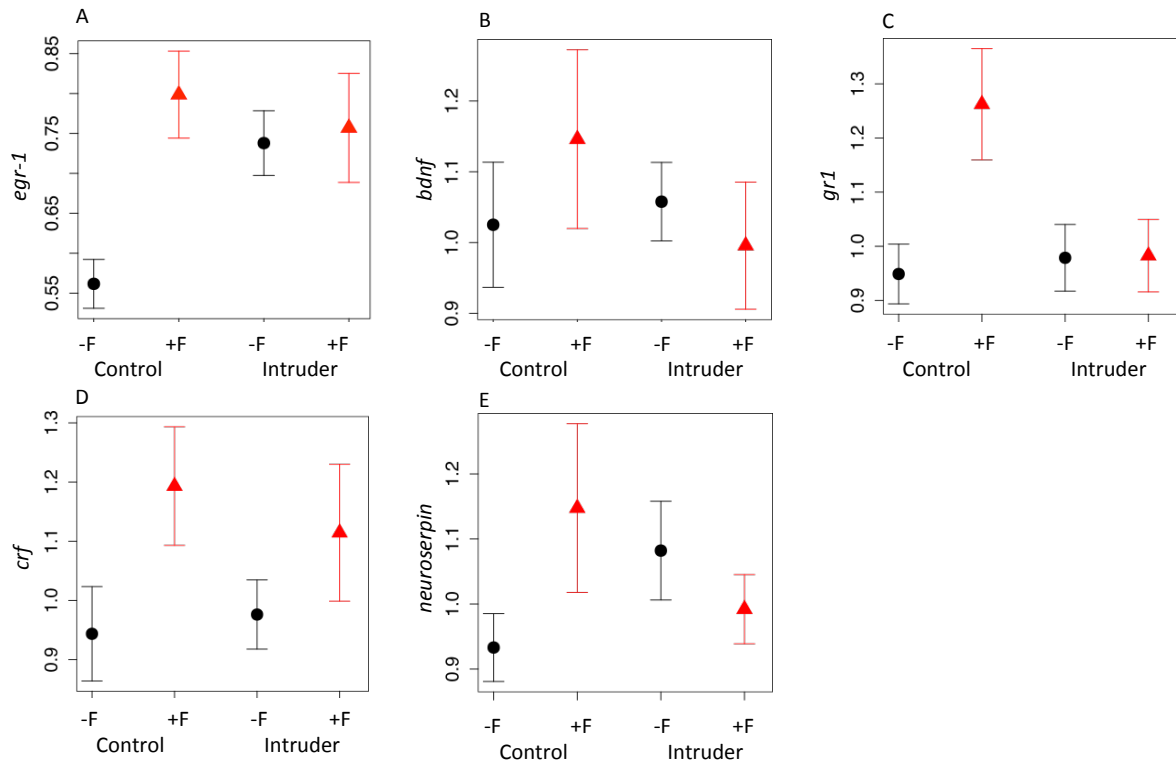 A
egr-1
0.85
0.75
0.65
0.55
-F +F -F +F
Control Intruder
B
bdnf
1.2
1.1
1.0
0.9
-F +F -F +F
Control Intruder
C
gr1
1.3
1.2
1.1
1.0
0.9
-F +F -F +F
Control Intruder
D
crf
1.3
1.2
1.1
1.0
0.9
-F +F -F +F
Control Intruder
E
neuroserpin
1.2
1.1
1.0
0.9
-F +F -F +F
Control Intruder